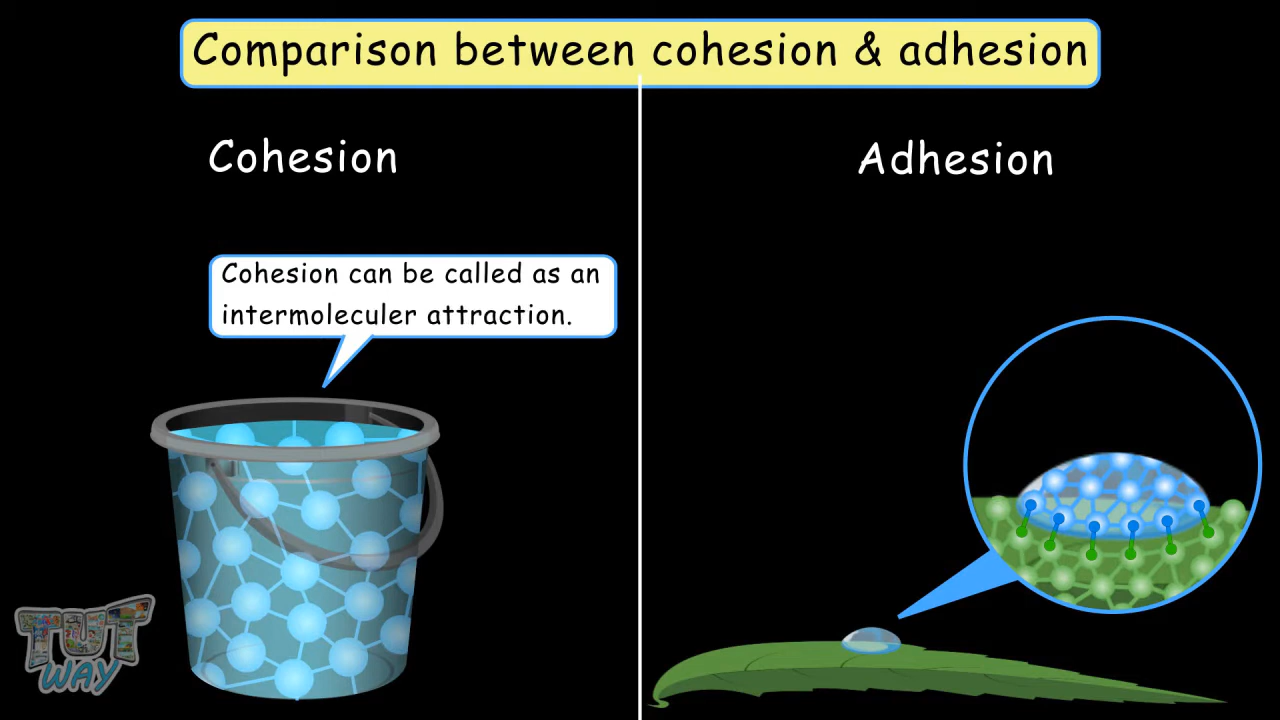 Comparison between cohesion & adhesion
Cohesion
Adhesion
Cohesion can be called as an
intermoleculer attraction.
TUT
WAY